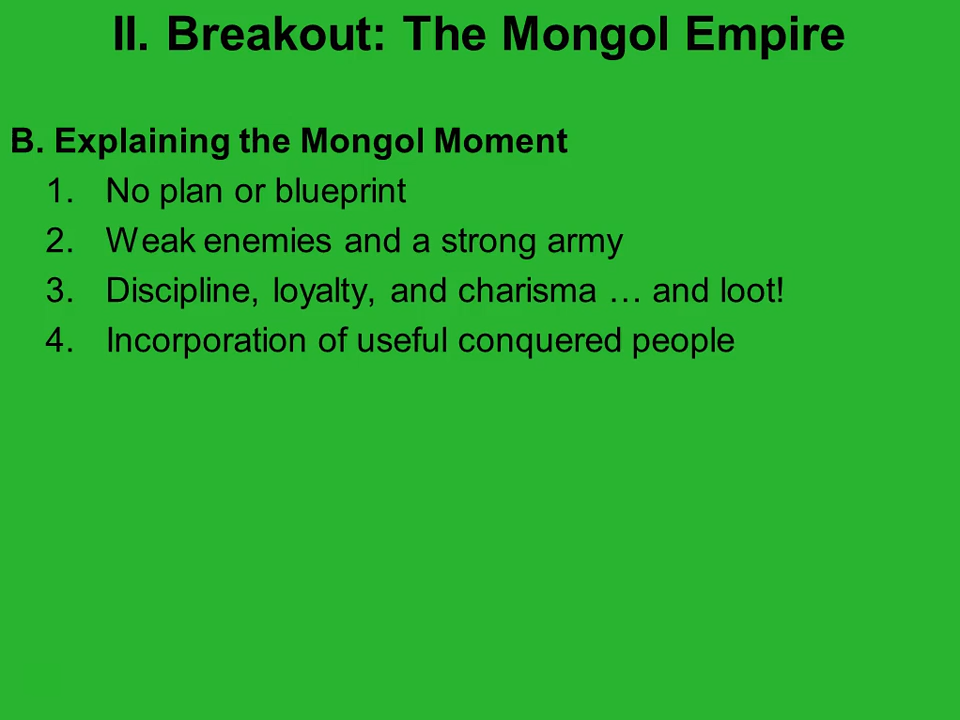 II. Breakout: The Mongol Empire
B. Explaining the Mongol Moment
1. No plan or blueprint
2. Weak enemies and a strong army
3. Discipline, loyalty, and charisma … and loot!
4. Incorporation of useful conquered people